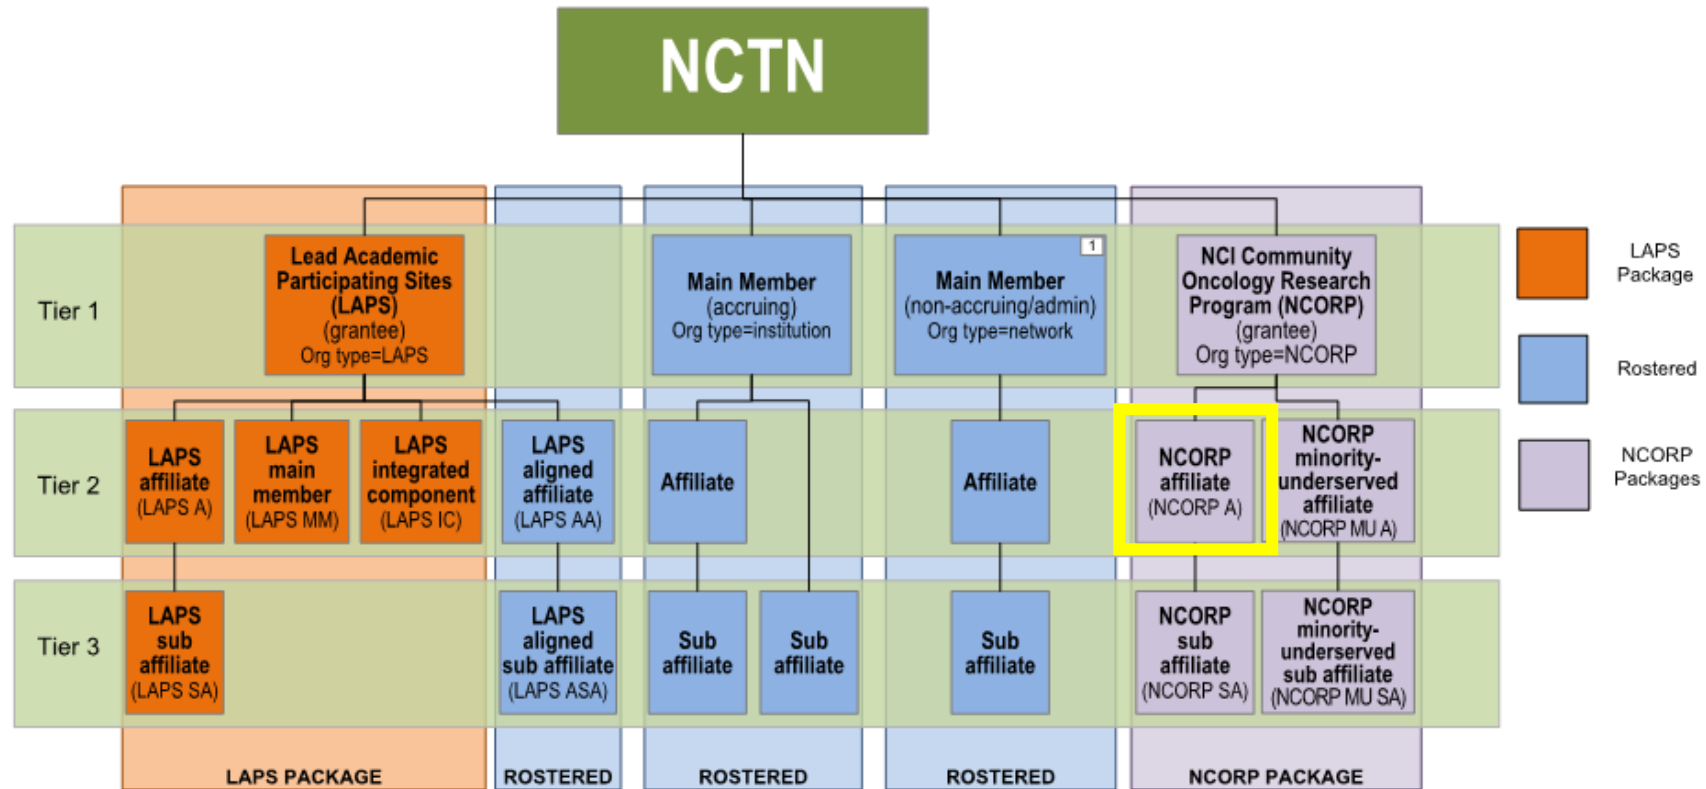 NCTN
Tier 1
Lead Academic
Participating Sites
(LAPS)
(grantee)
Org type=LAPS
Main Member
(accruing)
Org type=institution
1
Main Member
(non-accruing/admin)
Org type=network
NCI Community
Oncology Research
Program (NCORP)
(grantee)
Org type=NCORP
LAPS
Package
Rostered
NCORP
Packages
Tier 2
LAPS
affiliate
(LAPS A)
LAPS
main
member
(LAPS MM)
LAPS
integrated
component
(LAPS IC)
LAPS
aligned
affiliate
(LAPS AA)
Affiliate
Affiliate
NCORP
affiliate
(NCORP A)
NCORP
minority-
underserved
affiliate
(NCORP MU A)
Tier 3
LAPS
sub
affiliate
(LAPS SA)
LAPS
aligned
sub affiliate
(LAPS ASA)
Sub
affiliate
Sub
affiliate
Sub
affiliate
NCORP
sub
affiliate
(NCORP SA)
NCORP
minority-
underserved
sub affiliate
(NCORP MU SA)
LAPS PACKAGE
ROSTERED
ROSTERED
ROSTERED
NCORP PACKAGE